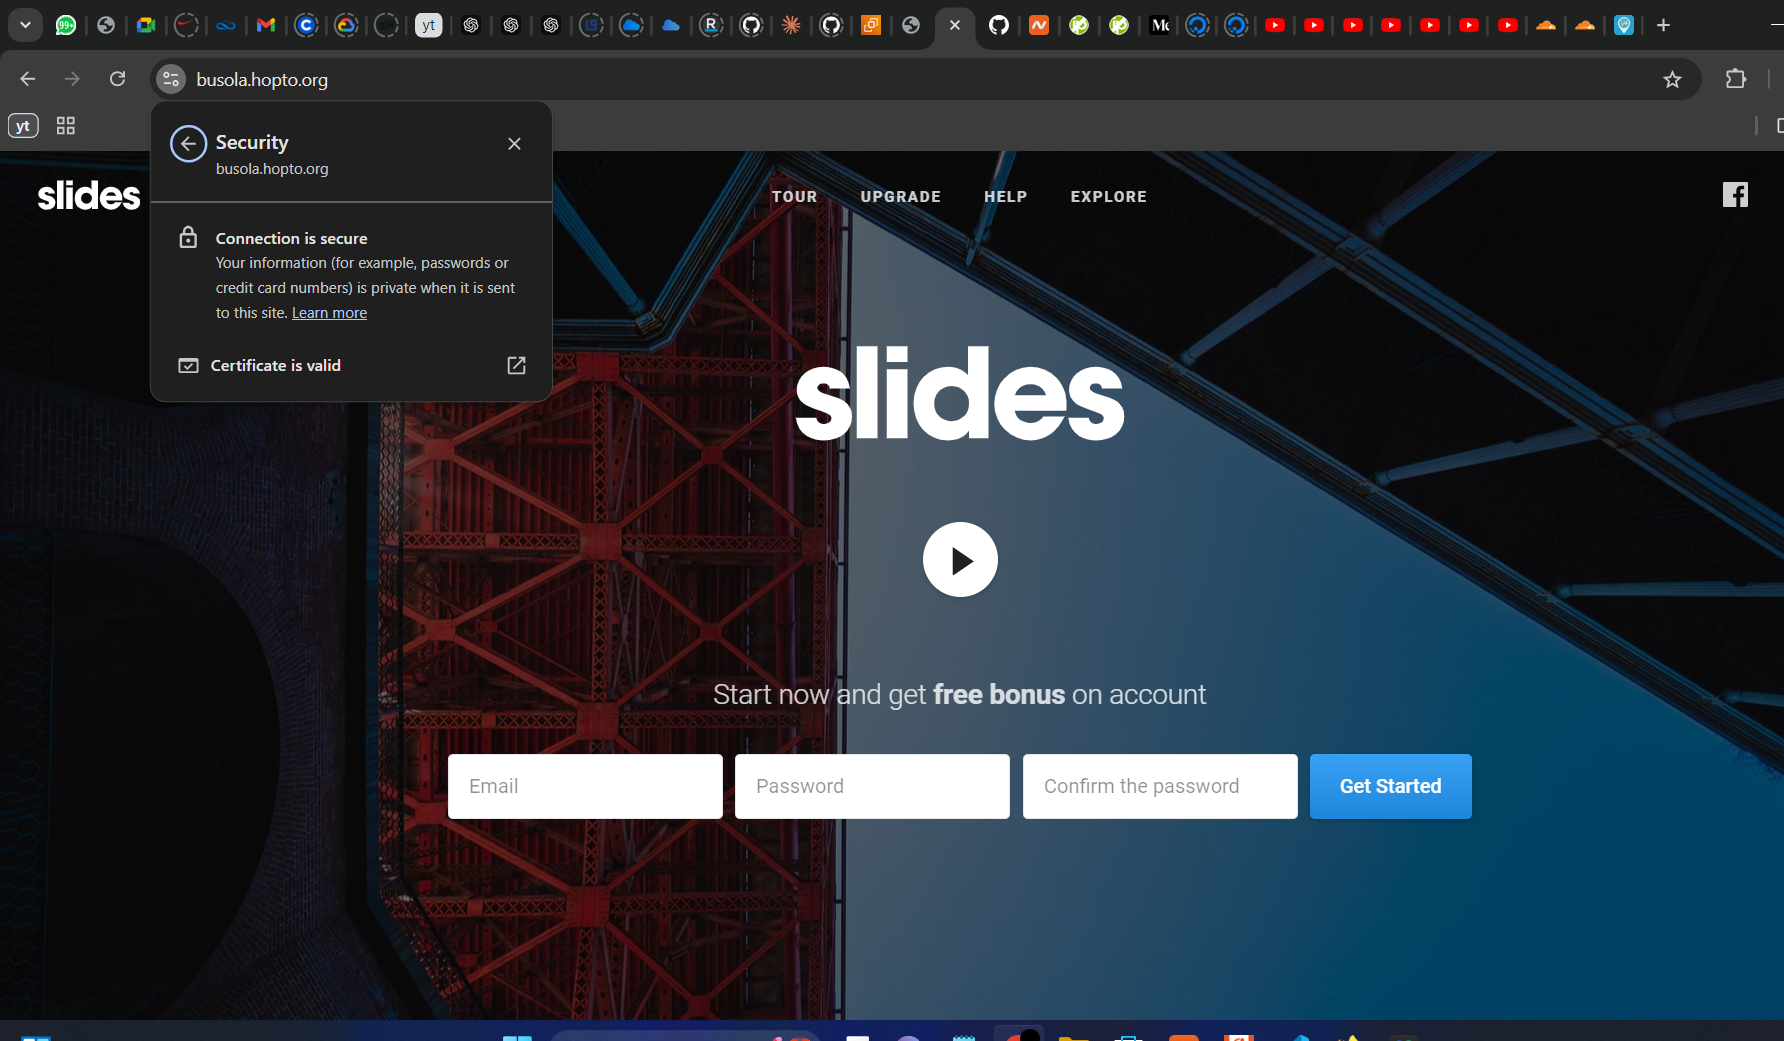 99+
yt
busola.hopto.org
yt
Security
busola.hopto.org
slides
TOUR
UPGRADE
HELP
EXPLORE
Connection is secure
Your information (for example, passwords or
credit card numbers) is private when it is sent
to this site. Learn more
Certificate is valid
slides
Start now and get free bonus on account
Email
Password
Confirm the password
Get Started